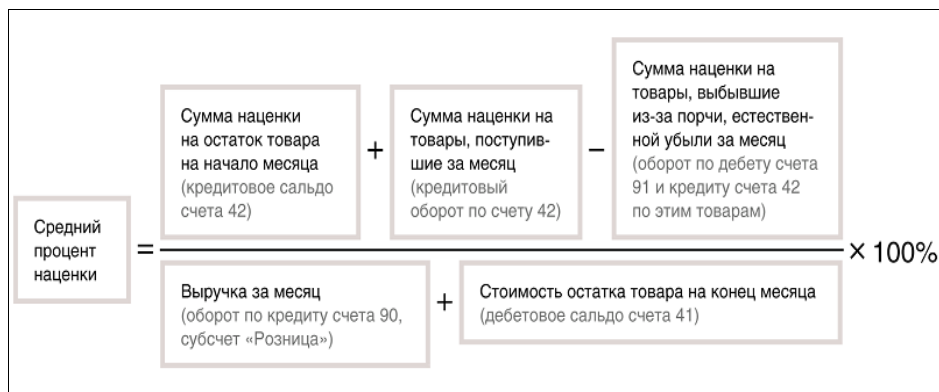 Средний
процент
наценки
=
Сумма наценки
на остаток товара
на начало месяца
(кредитовое сальдо
счета 42)
+
Сумма наценки на
товары, поступив-
шие за месяц
(кредитовый
оборот по счету 42)
−
Сумма наценки на
товары, выбывшие
из-за порчи, естествен-
ной убыли за месяц
(оборот по дебету счета
91 и кредиту счета 42
по этим товарам)
Выручка за месяц
(оборот по кредиту счета 90,
субсчет «Розница»)
+
Стоимость остатка товара на конец месяца
(дебетовое сальдо счета 41)
× 100%